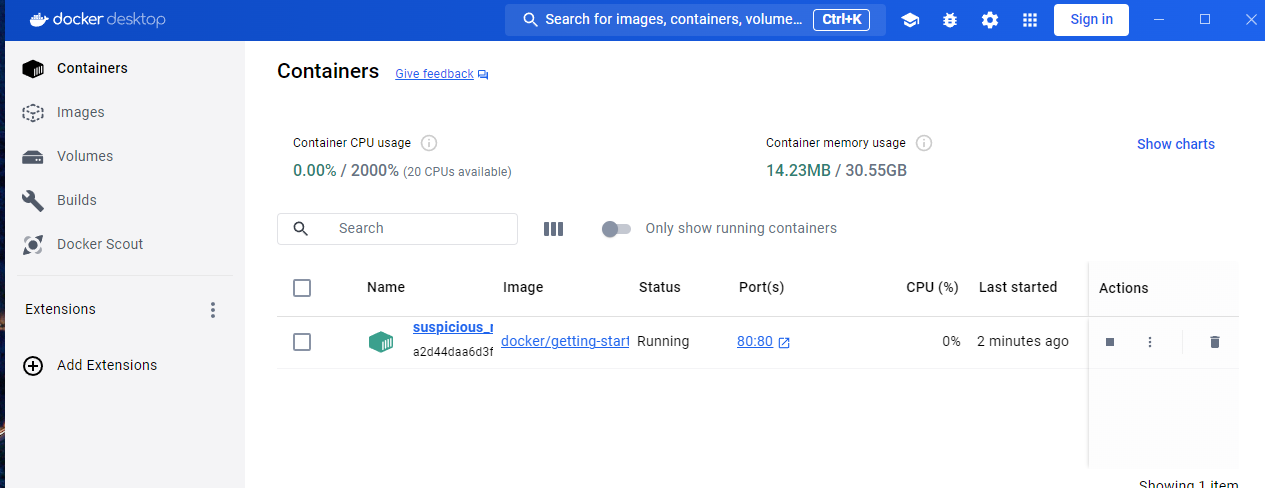 docker desktop
Search for images, containers, volume... Ctrl+K
Sign in
Containers
Images
Volumes
Builds
Docker Scout
Extensions
Add Extensions
Containers Give feedback
Container CPU usage
0.00% / 2000% (20 CPUs available)
Container memory usage
14.23MB / 30.55GB
Show charts
Search
Only show running containers
Name Image Status Port(s) CPU (%) Last started Actions
suspicious_r
a2d44daa6d3f
docker/getting-start Running 80:80 0% 2 minutes ago
Showing 1 item